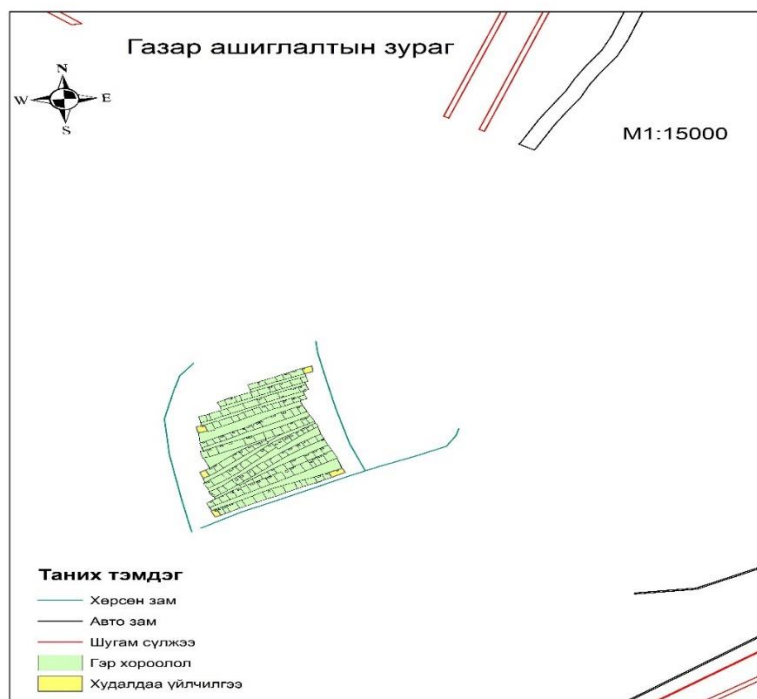 Газар ашиглалтын зураг
N
W E
S
M1:15000
Таних тэмдэг
Хөрсөн зам
Авто зам
Шугам сүлжээ
Гэр хороолол
Худалдаа үйлчилгээ